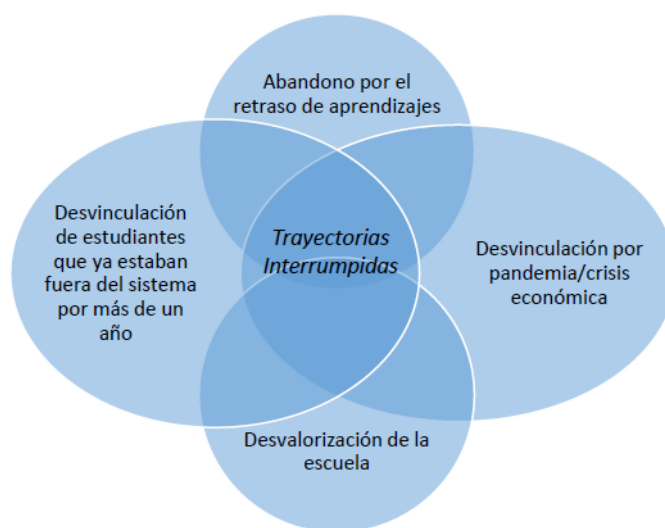 Abandono por el
retraso de aprendizajes
Desvinculación
de estudiantes
que ya estaban
fuera del sistema
por más de un
año
Trayectorias
Interrumpidas
Desvinculación por
pandemia/crisis
económica
Desvalorización de la
escuela